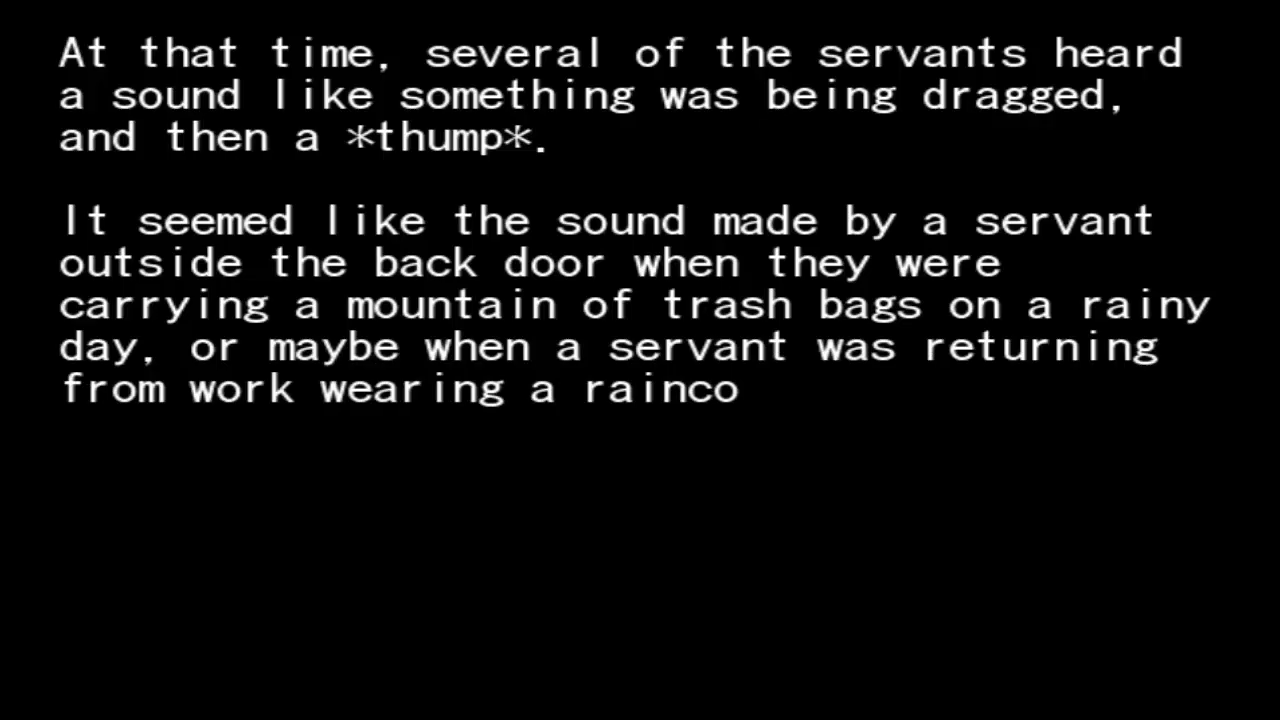 At that time, several of the servants heard
a sound like something was being dragged,
and then a *thump*.
It seemed like the sound made by a servant
outside the back door when they were
carrying a mountain of trash bags on a rainy
day, or maybe when a servant was returning
from work wearing a rainco